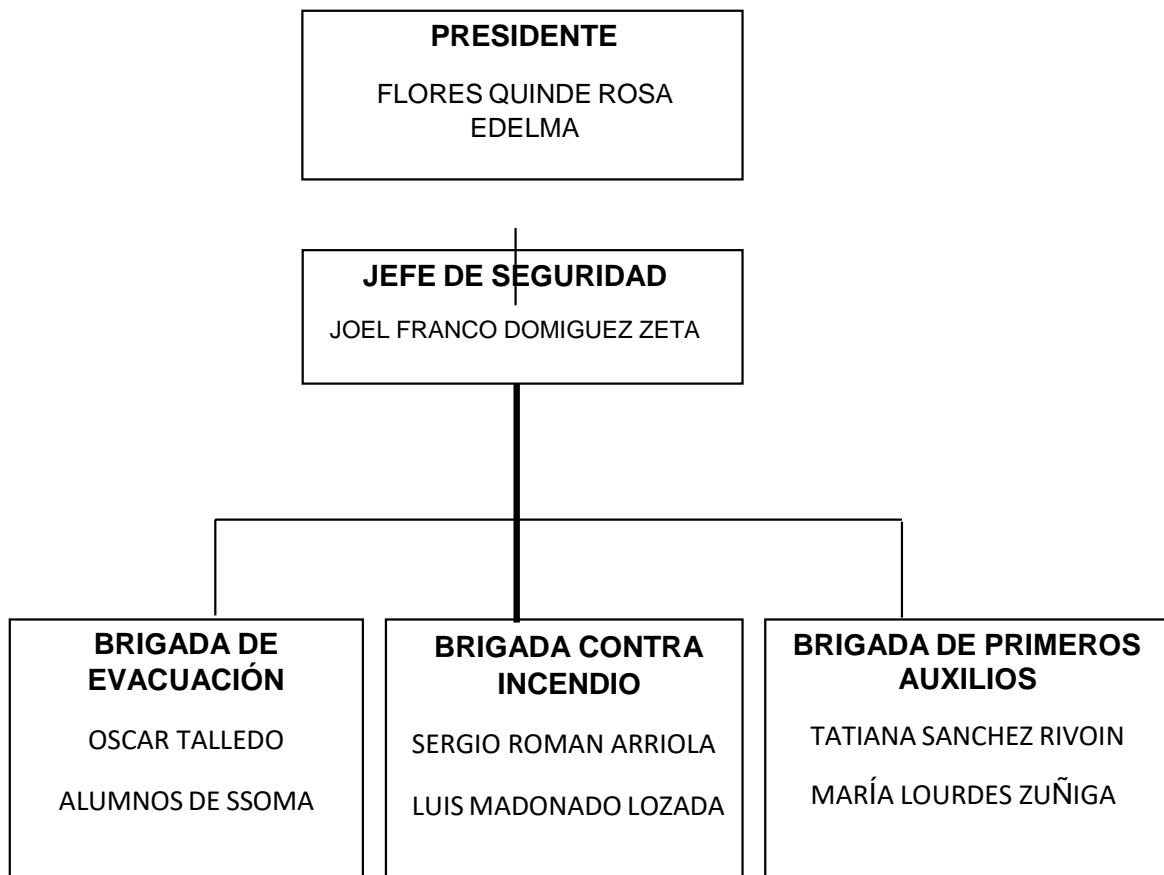 PRESIDENTE
FLORES QUINDE ROSA
EDELMA
JEFE DE SEGURIDAD
JOEL FRANCO DOMIGUEZ ZETA
BRIGADA DE
EVACUACIÓN
OSCAR TALLEDO
ALUMNOS DE SSOMA
BRIGADA CONTRA
INCENDIO
SERGIO ROMAN ARRIOLA
LUIS MADONADO LOZADA
BRIGADA DE PRIMEROS
AUXILIOS
TATIANA SANCHEZ RIVOIN
MARÍA LOURDES ZUÑIGA